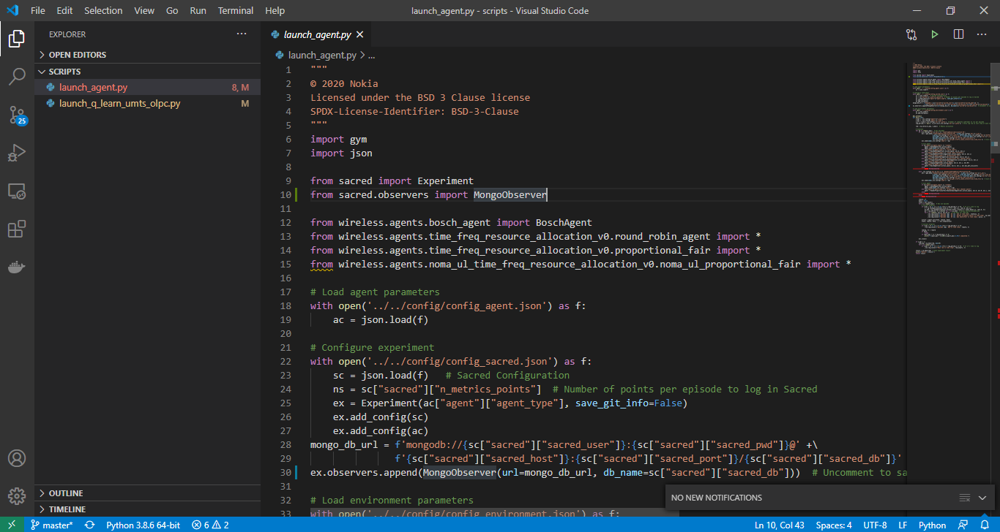 File Edit Selection View Go Run Terminal Help launch_agent.py - scripts - Visual Studio Code
EXPLORER
OPEN EDITORS
SCRIPTS
launch_agent.py 8, M
launch_q_learn_umts_olpc.py M
25
OUTLINE
TIMELINE
launch_agent.py
launch_agent.py > ...
1 """
2 © 2020 Nokia
3 Licensed under the BSD 3 Clause license
4 SPDX-License-Identifier: BSD-3-Clause
5 """
6 import gym
7 import json
8
9 from sacred import Experiment
10 from sacred.observers import MongoObserver
11
12 from wireless.agents.bosch_agent import BoschAgent
13 from wireless.agents.time_freq_resource_allocation_v0.round_robin_agent import *
14 from wireless.agents.time_freq_resource_allocation_v0.proportional_fair import *
15 from wireless.agents.noma_ul_time_freq_resource_allocation_v0.noma_ul_proportional_fair import *
16
17 # Load agent parameters
18 with open('../../config/config_agent.json') as f:
19     ac = json.load(f)
20
21 # Configure experiment
22 with open('../../config/config_sacred.json') as f:
23     sc = json.load(f)   # Sacred Configuration
24     ns = sc["sacred"]["n_metrics_points"]  # Number of points per episode to log in Sacred
25     ex = Experiment(ac["agent"]["agent_type"], save_git_info=False)
26     ex.add_config(sc)
27     ex.add_config(ac)
28 mongo_db_url = f'mongodb://{sc["sacred"]["sacred_user"]}:{sc["sacred"]["sacred_pwd"]}@' +\
29                f'{sc["sacred"]["sacred_host"]}:{sc["sacred"]["sacred_port"]}/{sc["sacred"]["sacred_db"]}'
30 ex.observers.append(MongoObserver(url=mongo_db_url, db_name=sc["sacred"]["sacred_db"]))  # Uncomment to sa
31
32 # Load environment parameters
33 with open('../../config/config_environment.json') as f:
NO NEW NOTIFICATIONS
master* Python 3.8.6 64-bit 6 2 Ln 10, Col 43 Spaces: 4 UTF-8 LF Python